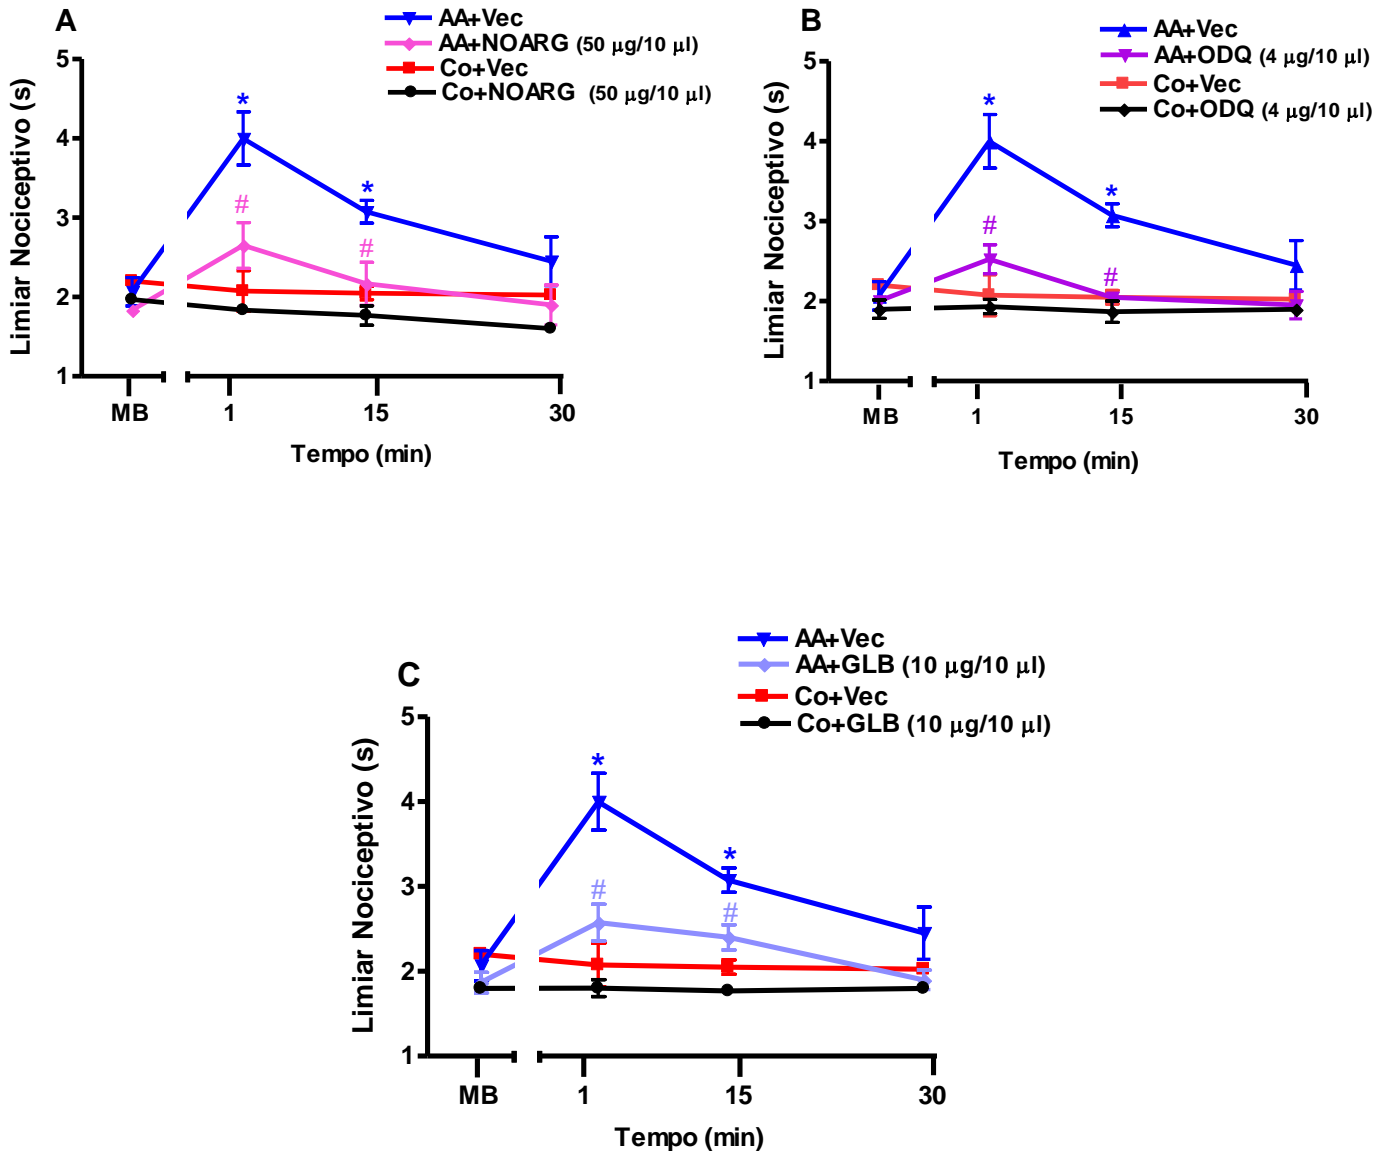 A
AA+Vec
AA+NOARG (50 µg/10 µl)
Co+Vec
Co+NOARG (50 µg/10 µl)
Limiar Nociceptivo (s)
5
4
3
2
1
*
*
#
#
MB 1 15 30
Tempo (min)
B
AA+Vec
AA+ODQ (4 µg/10 µl)
Co+Vec
Co+ODQ (4 µg/10 µl)
Limiar Nociceptivo (s)
5
4
3
2
1
*
*
#
#
MB 1 15 30
Tempo (min)
C
AA+Vec
AA+GLB (10 µg/10 µl)
Co+Vec
Co+GLB (10 µg/10 µl)
Limiar Nociceptivo (s)
5
4
3
2
1
*
*
#
#
MB 1 15 30
Tempo (min)